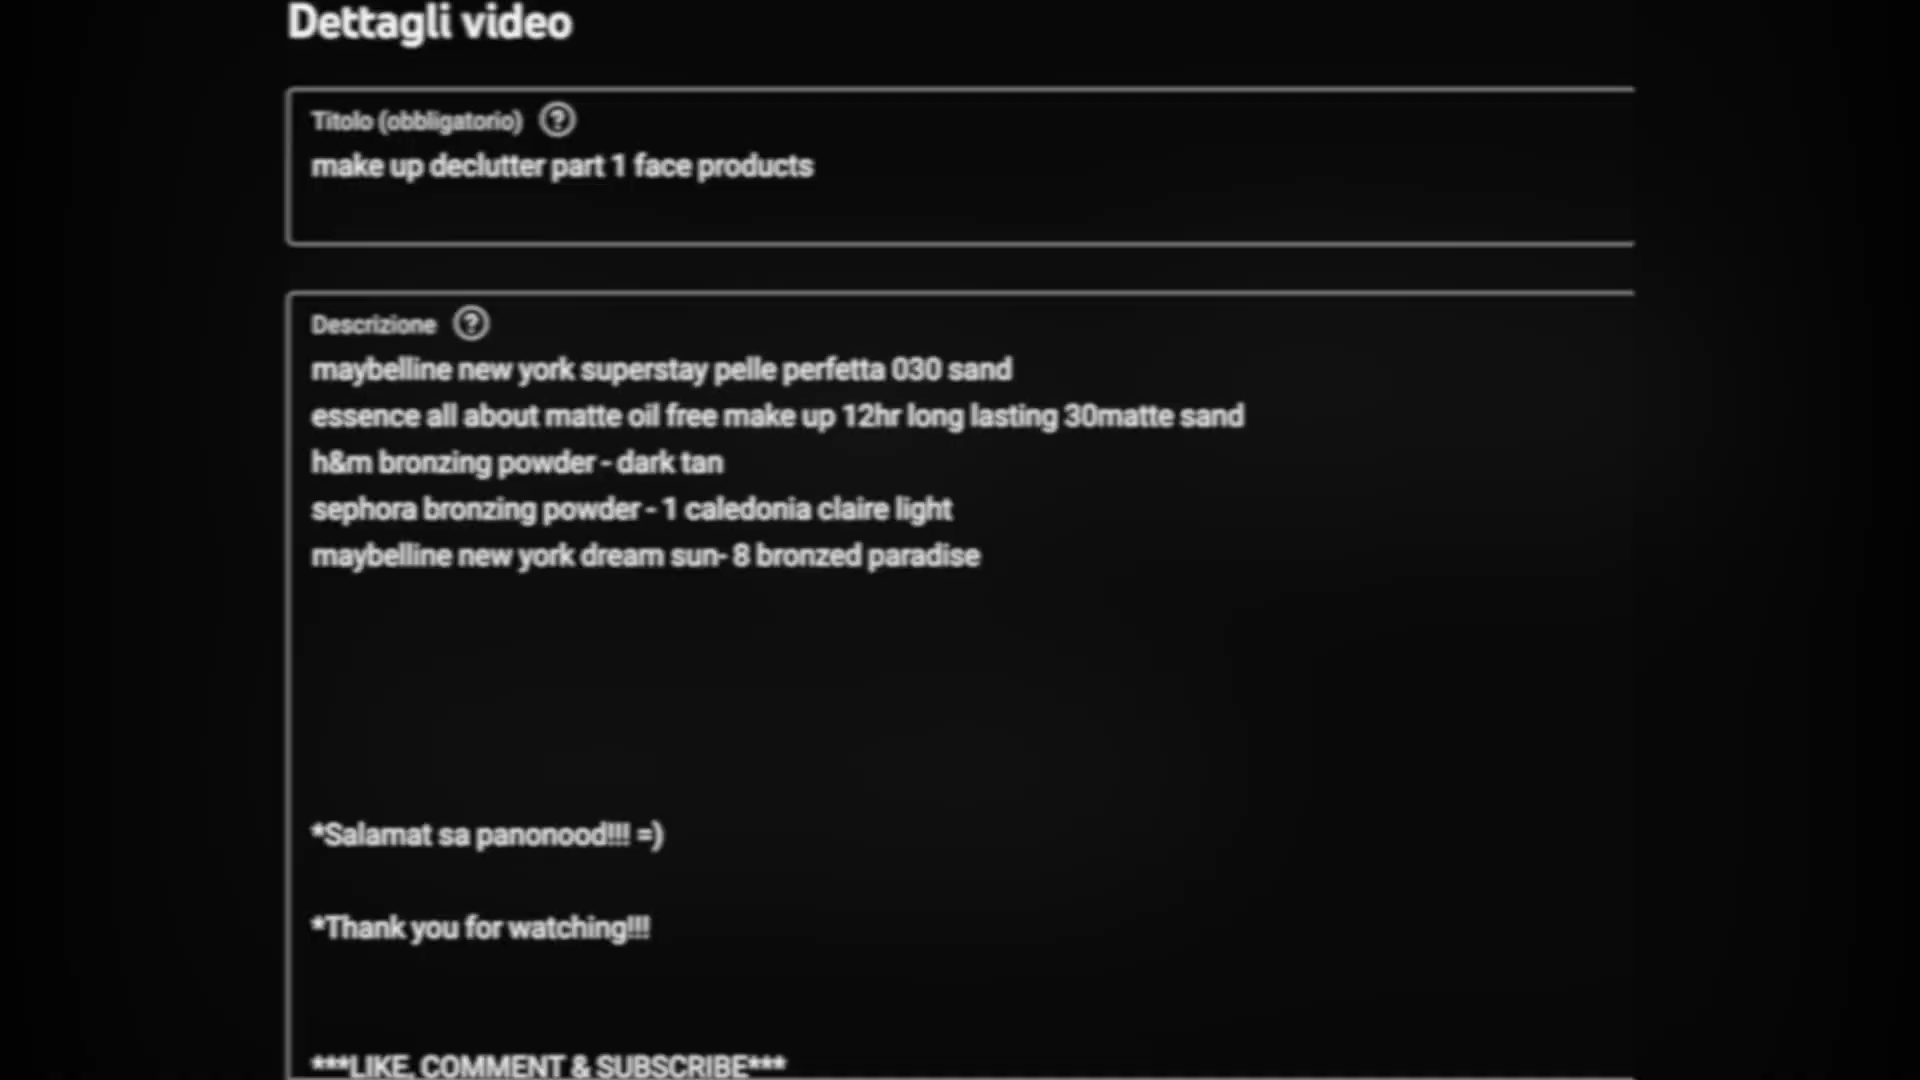 Dettagli video
Titolo (obbligatorio) ?
make up declutter part 1 face products
Descrizione ?
maybelline new york superstay pelle perfetta 030 sand
essence all about matte oil free make up 12hr long lasting 30matte sand
h&m bronzing powder - dark tan
sephora bronzing powder - 1 caledonia claire light
maybelline new york dream sun- 8 bronzed paradise
*Salamat sa panonood!!! =)
*Thank you for watching!!!
***LIKE, COMMENT & SUBSCRIBE***